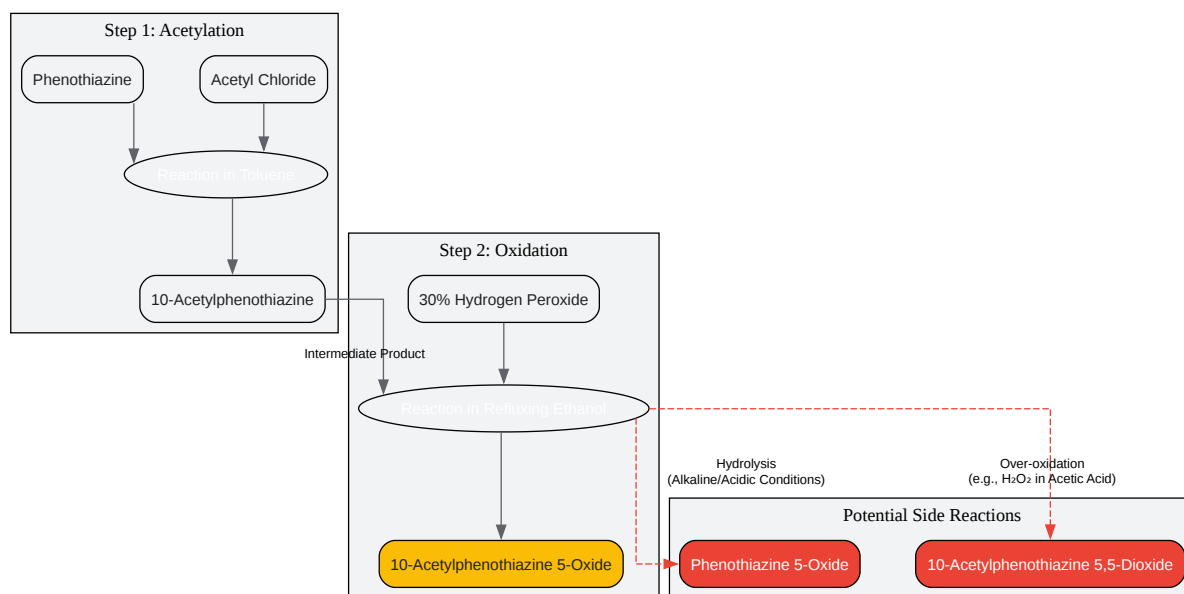 Step 1: Acetylation
Phenothiazine
Acetyl Chloride
Reaction in Toluene
10-Acetylphenothiazine
Step 2: Oxidation
30% Hydrogen Peroxide
Intermediate Product
Reaction in Refluxing Ethanol
Hydrolysis
(Alkaline/Acidic Conditions)
Over-oxidation
(e.g., H₂O₂ in Acetic Acid)
Potential Side Reactions
10-Acetylphenothiazine 5-Oxide
Phenothiazine 5-Oxide
10-Acetylphenothiazine 5,5-Dioxide